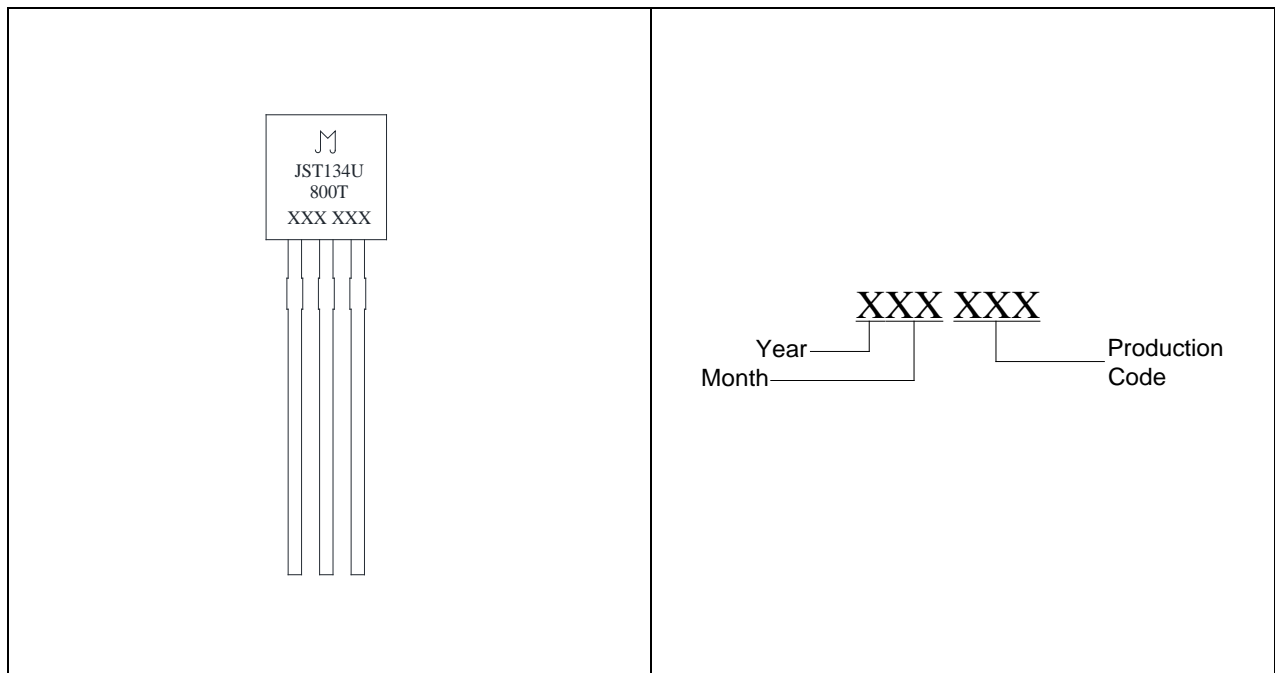 JST134U
800T
XXX XXX
XXX XXX
Year
Month
Production
Code